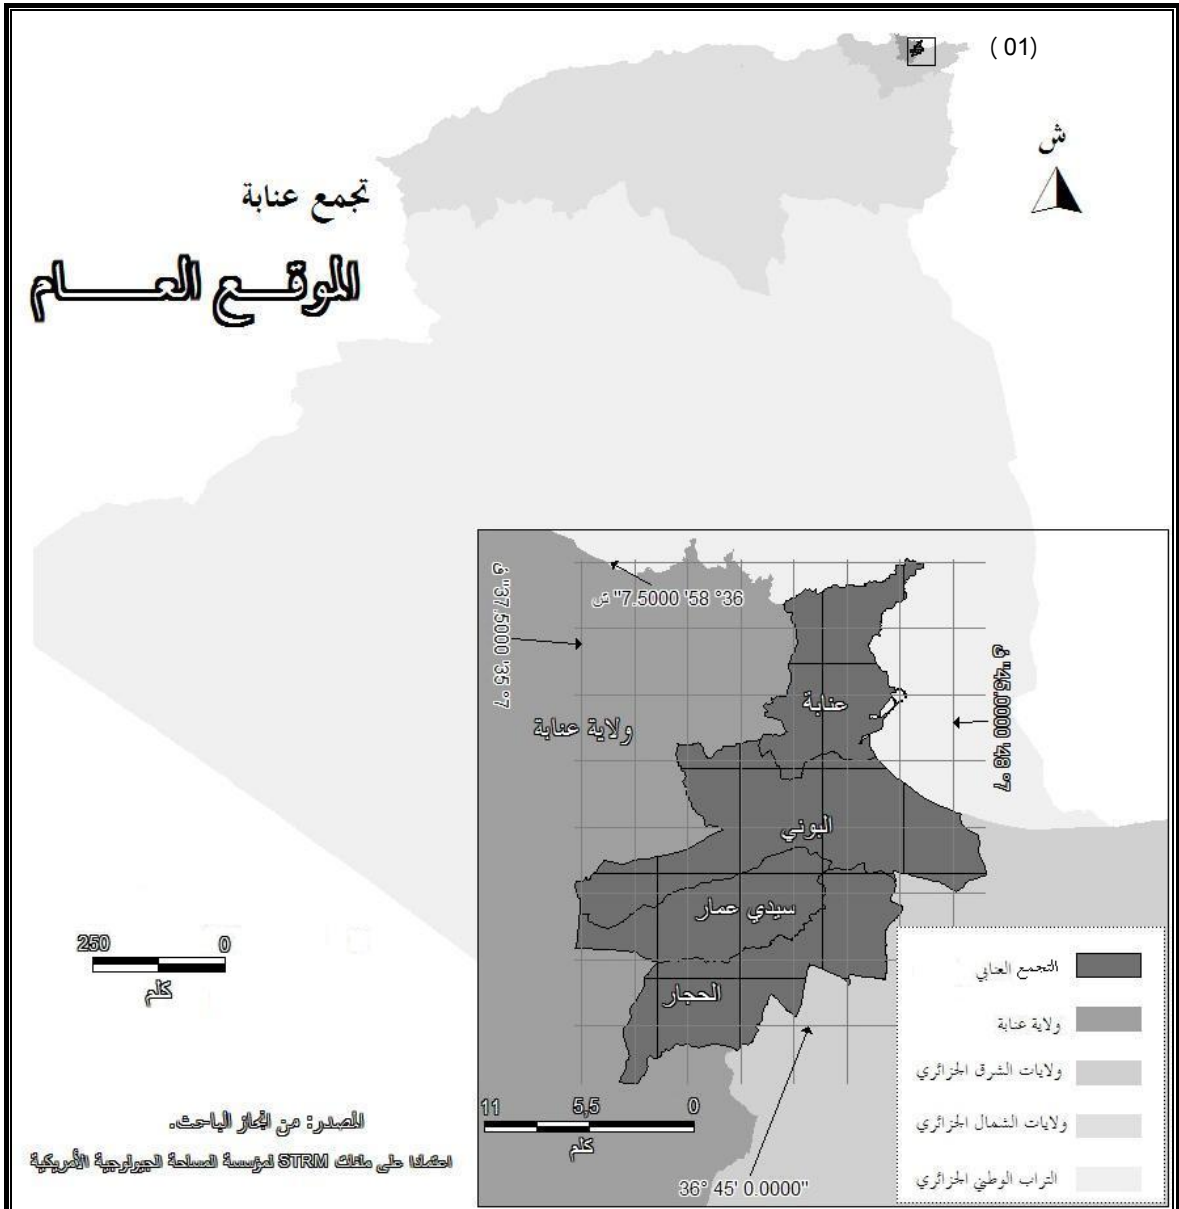 (01)
ش
تجمع عنابة
الموقـــع العـــــــام
36° 58' 7.5000" ش
7° 35' 37.5000" ق
7° 48' 45.0000" ق
ولاية عنابة
عنابة
البوني
سيدي عمار
الحجار
250 0
كلم
11 5,5 0
كلم
36° 45' 0.0000"
التجمع العنابي
ولاية عنابة
ولايات الشرق الجزائري
ولايات الشمال الجزائري
التراب الوطني الجزائري
المصدر: من انجاز الباحث.
اعتمادا على ملفات STRM لمؤسسة المساحة الجيولوجية الأمريكية